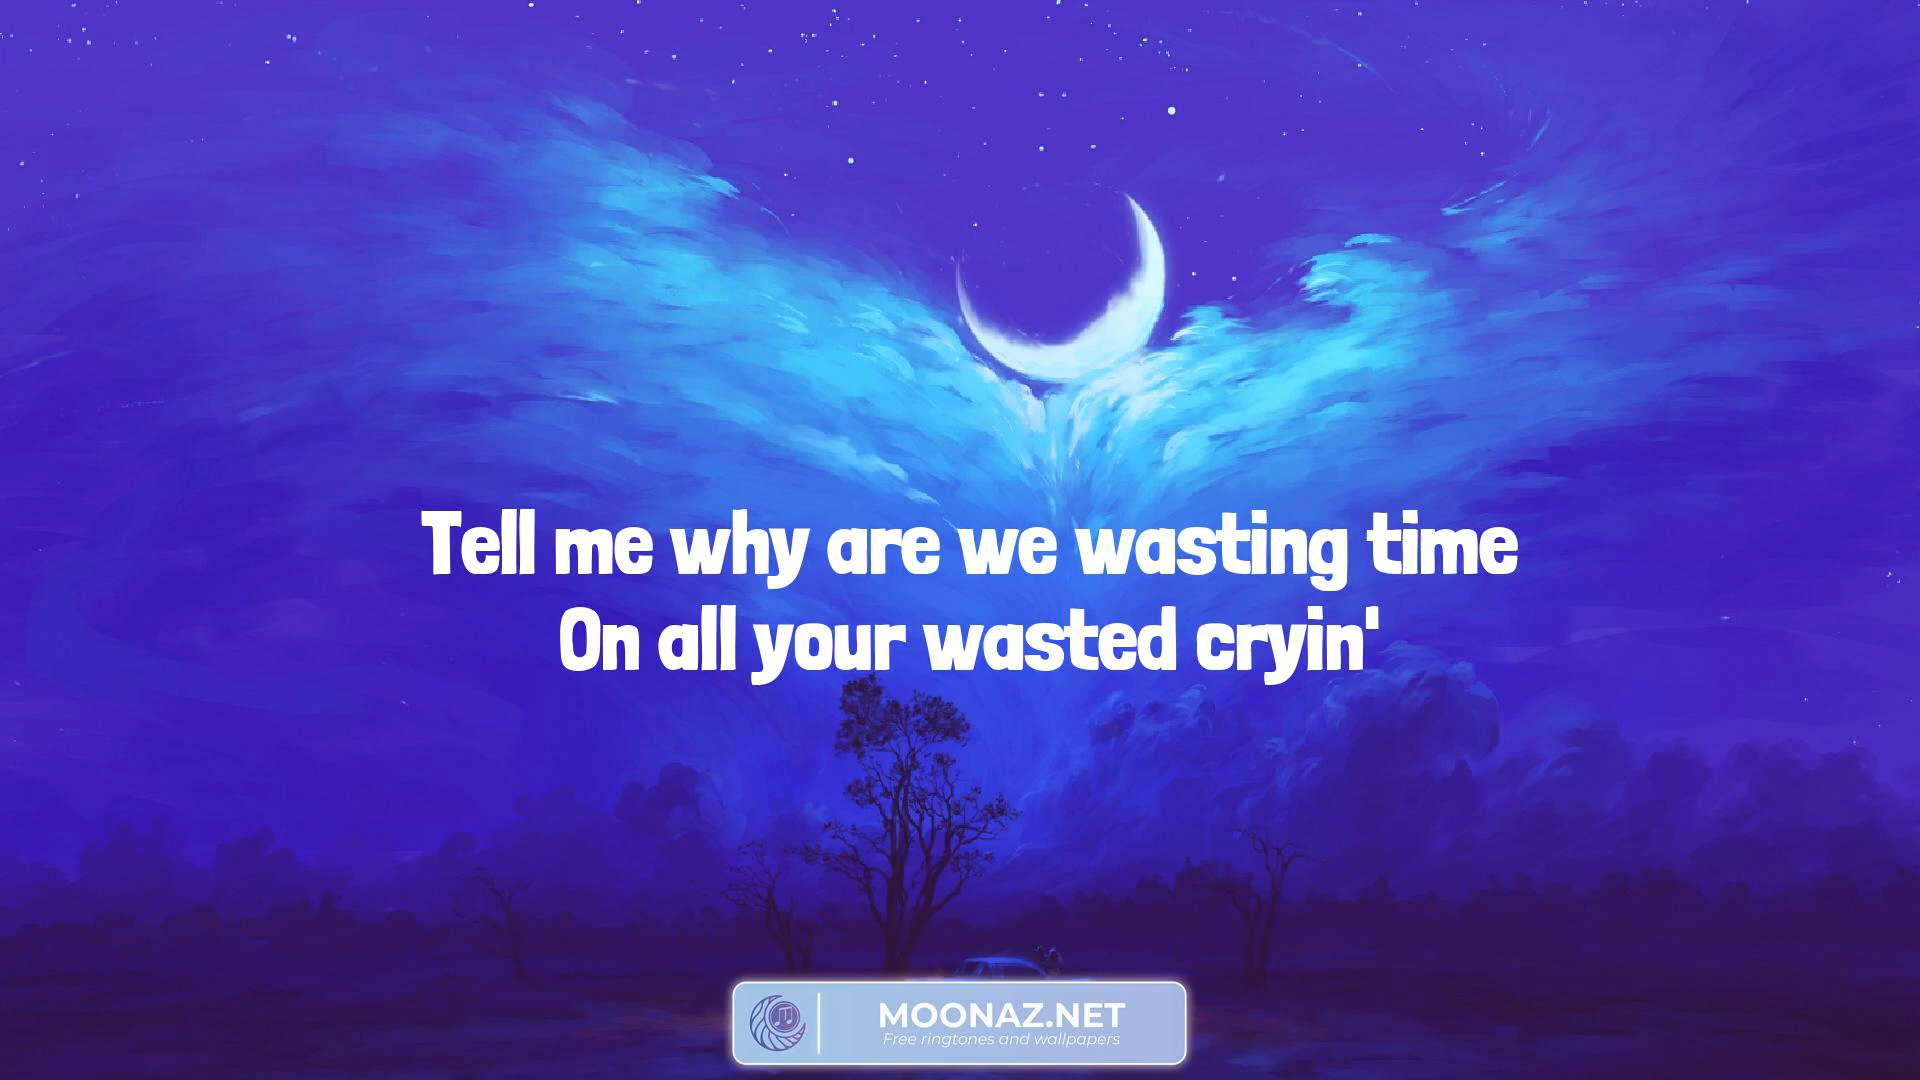 Tell me why are we wasting time
On all your wasted cryin'
MOONAZ.NET
Free ringtones and wallpapers